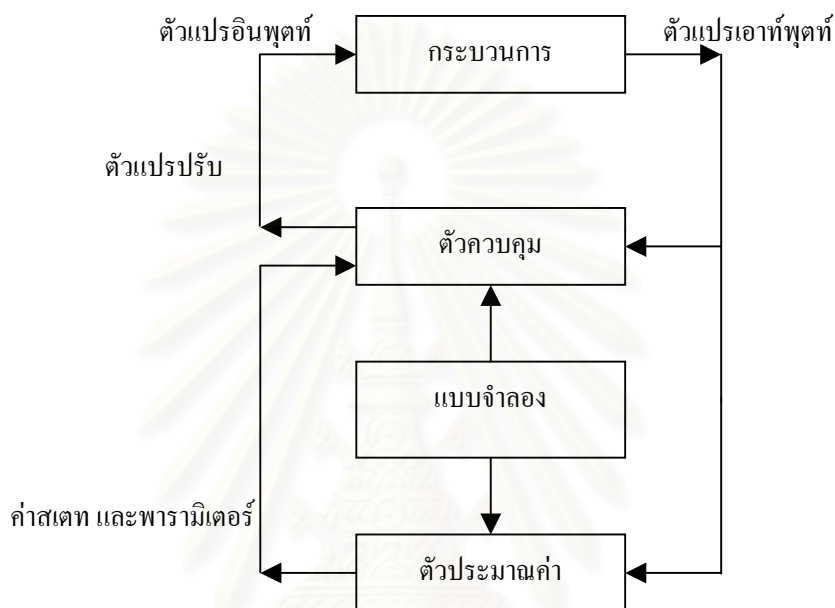 ตัวแปรอินพุตท์
กระบวนการ
ตัวแปรเอาท์พุตท์
ตัวแปรปรับ
ตัวควบคุม
แบบจำลอง
ค่าสเตท และพารามิเตอร์
ตัวประมาณค่า